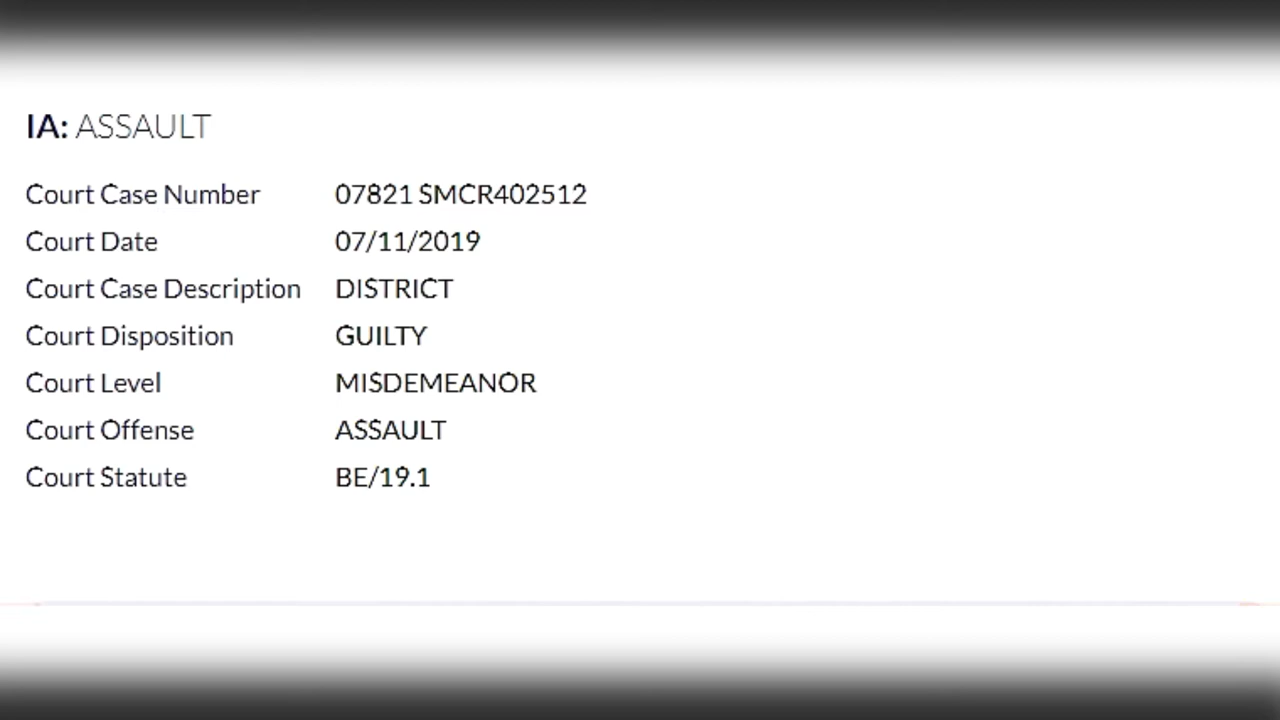 IA: ASSAULT
Court Case Number 07821 SMCR402512
Court Date 07/11/2019
Court Case Description DISTRICT
Court Disposition GUILTY
Court Level MISDEMEANOR
Court Offense ASSAULT
Court Statute BE/19.1